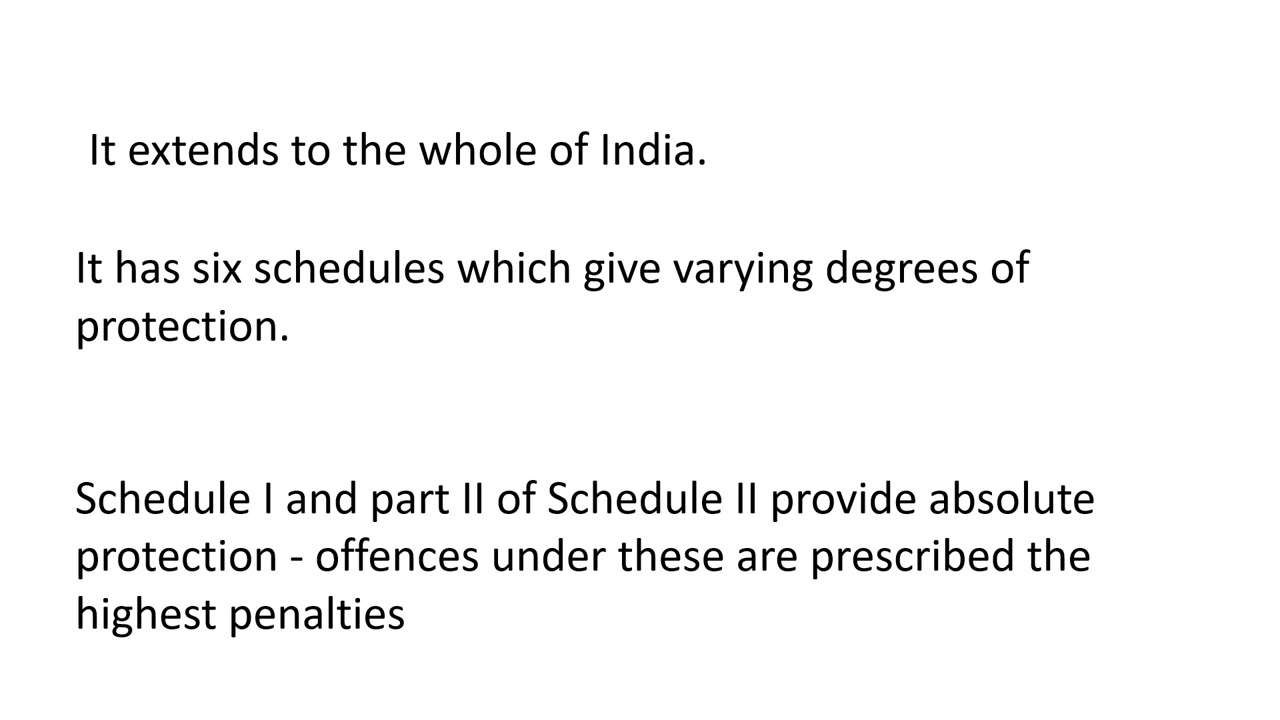 It extends to the whole of India.
It has six schedules which give varying degrees of
protection.
Schedule I and part II of Schedule II provide absolute
protection - offences under these are prescribed the
highest penalties